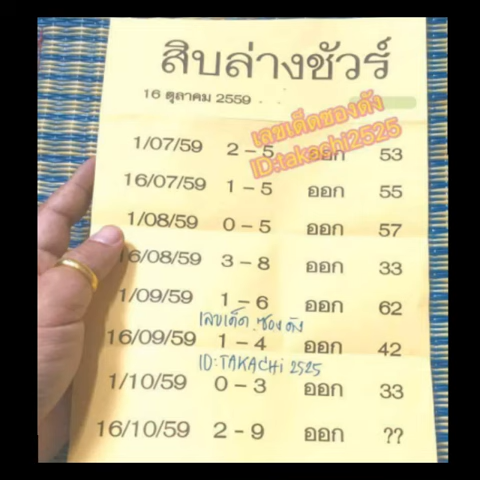 สิบล่างชัวร์
16 ตุลาคม 2559
เลขเด็ดซองดัง
ID:takachi2525
1/07/59 2 – 5 ออก 53
16/07/59 1 – 5 ออก 55
1/08/59 0 – 5 ออก 57
16/08/59 3 – 8 ออก 33
1/09/59 1 – 6 ออก 62
เลขเด็ด ซองดัง
16/09/59 1 – 4 ออก 42
ID:TAKACHi 2525
1/10/59 0 – 3 ออก 33
16/10/59 2 - 9 ออก ??